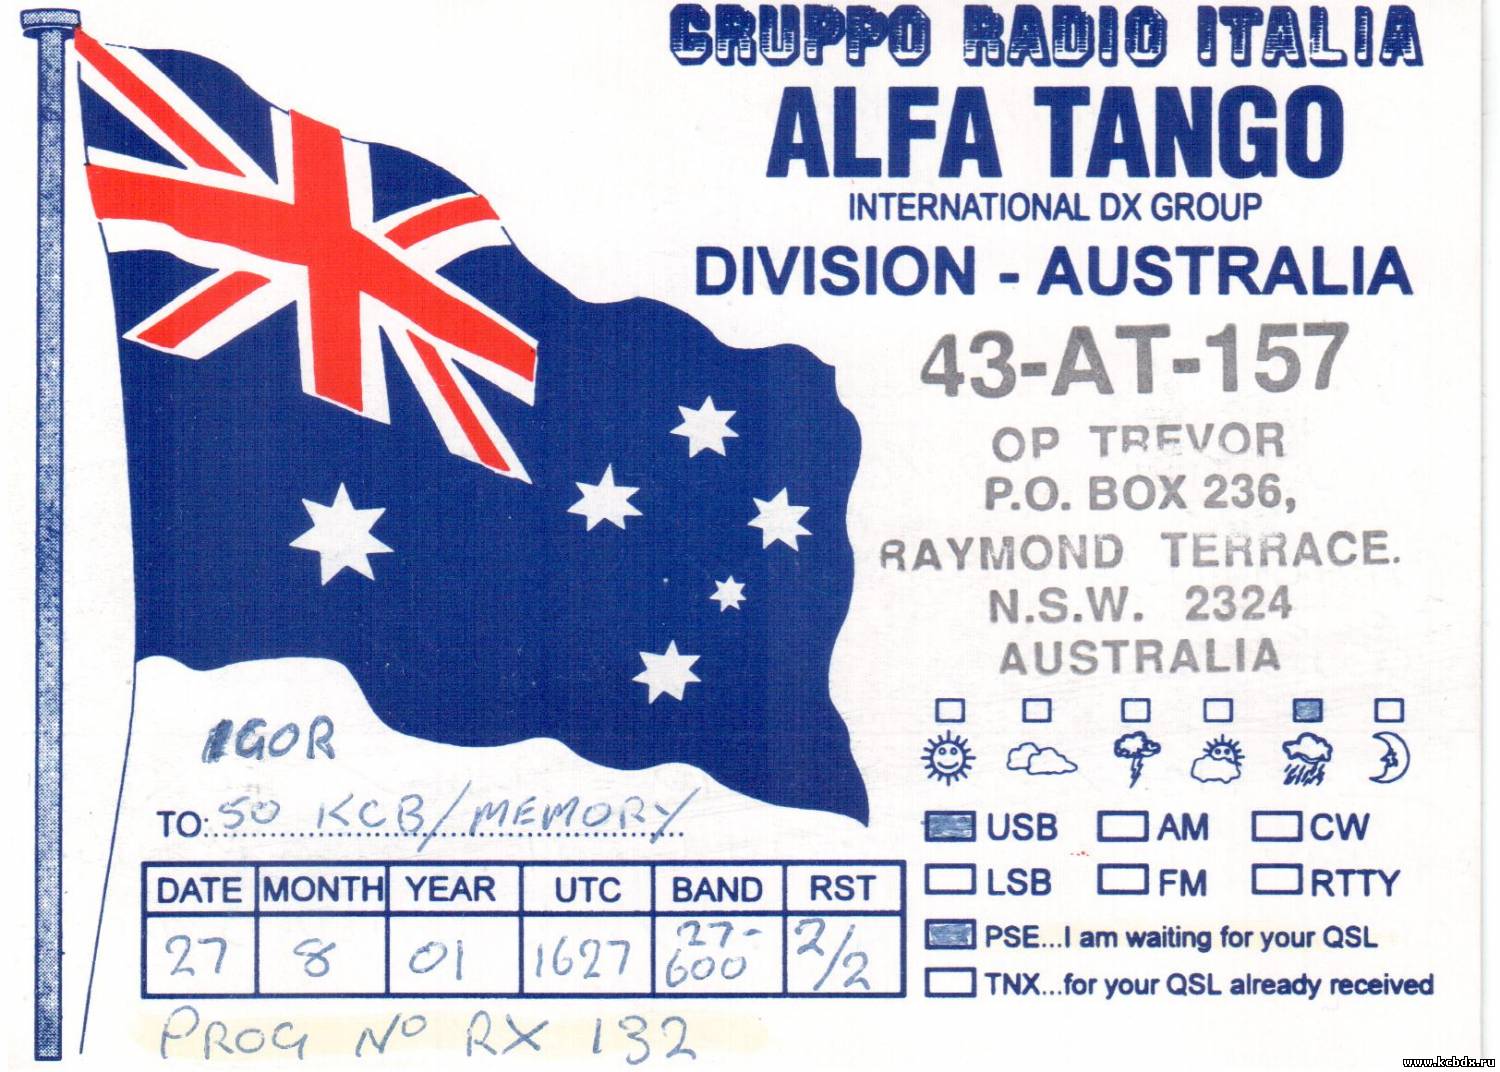 GRUPPO RADIO ITALIA
ALFA TANGO
INTERNATIONAL DX GROUP
DIVISION - AUSTRALIA
43-AT-157
OP TREVOR
P.O. BOX 236,
RAYMOND TERRACE.
N.S.W. 2324
AUSTRALIA
IGOR
TO: 50 KCB/MEMORY
USB AM CW
LSB FM RTTY
DATE MONTH YEAR UTC BAND RST
27 8 01 1627 27-600 2/2
PSE...I am waiting for your QSL
TNX...for your QSL already received
PROG Nº RX 132
www.kcbdx.ru